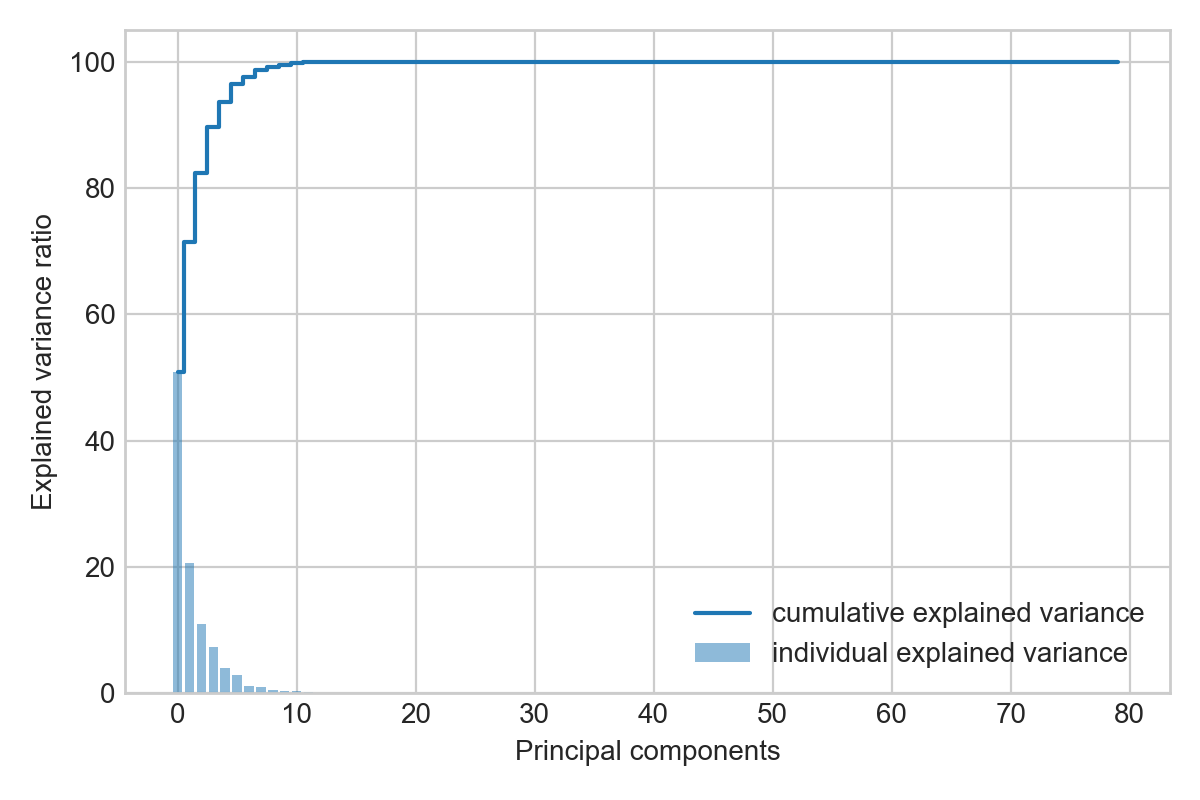 100
80
60
40
20
0
Explained variance ratio
cumulative explained variance
individual explained variance
0 10 20 30 40 50 60 70 80
Principal components